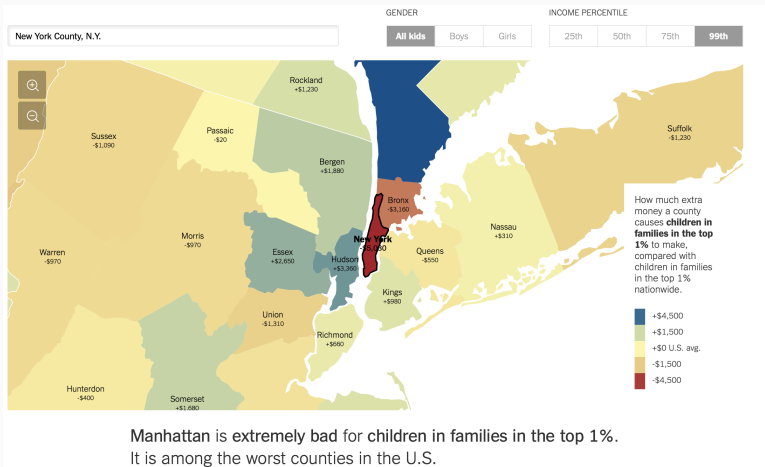 GENDER
INCOME PERCENTILE
New York County, N.Y.
All kids
Boys
Girls
25th
50th
75th
99th
Rockland
+$1,230
Sussex
-$1,090
Passaic
-$20
Suffolk
-$1,230
Bergen
+$1,880
Bronx
-$3,160
How much extra
money a county
causes children in
families in the top
1% to make,
compared with
children in families
in the top 1%
nationwide.
Nassau
+$310
Morris
-$970
New York
Warren
-$970
Essex
+$2,650
Hudson
+$3,360
Queens
-$550
Kings
+$980
Union
-$1,310
Richmond
+$660
+$4,500
+$1,500
+$0 U.S. avg.
-$1,500
-$4,500
Hunterdon
-$400
Somerset
+$1,680
Manhattan is extremely bad for children in families in the top 1%.
It is among the worst counties in the U.S.